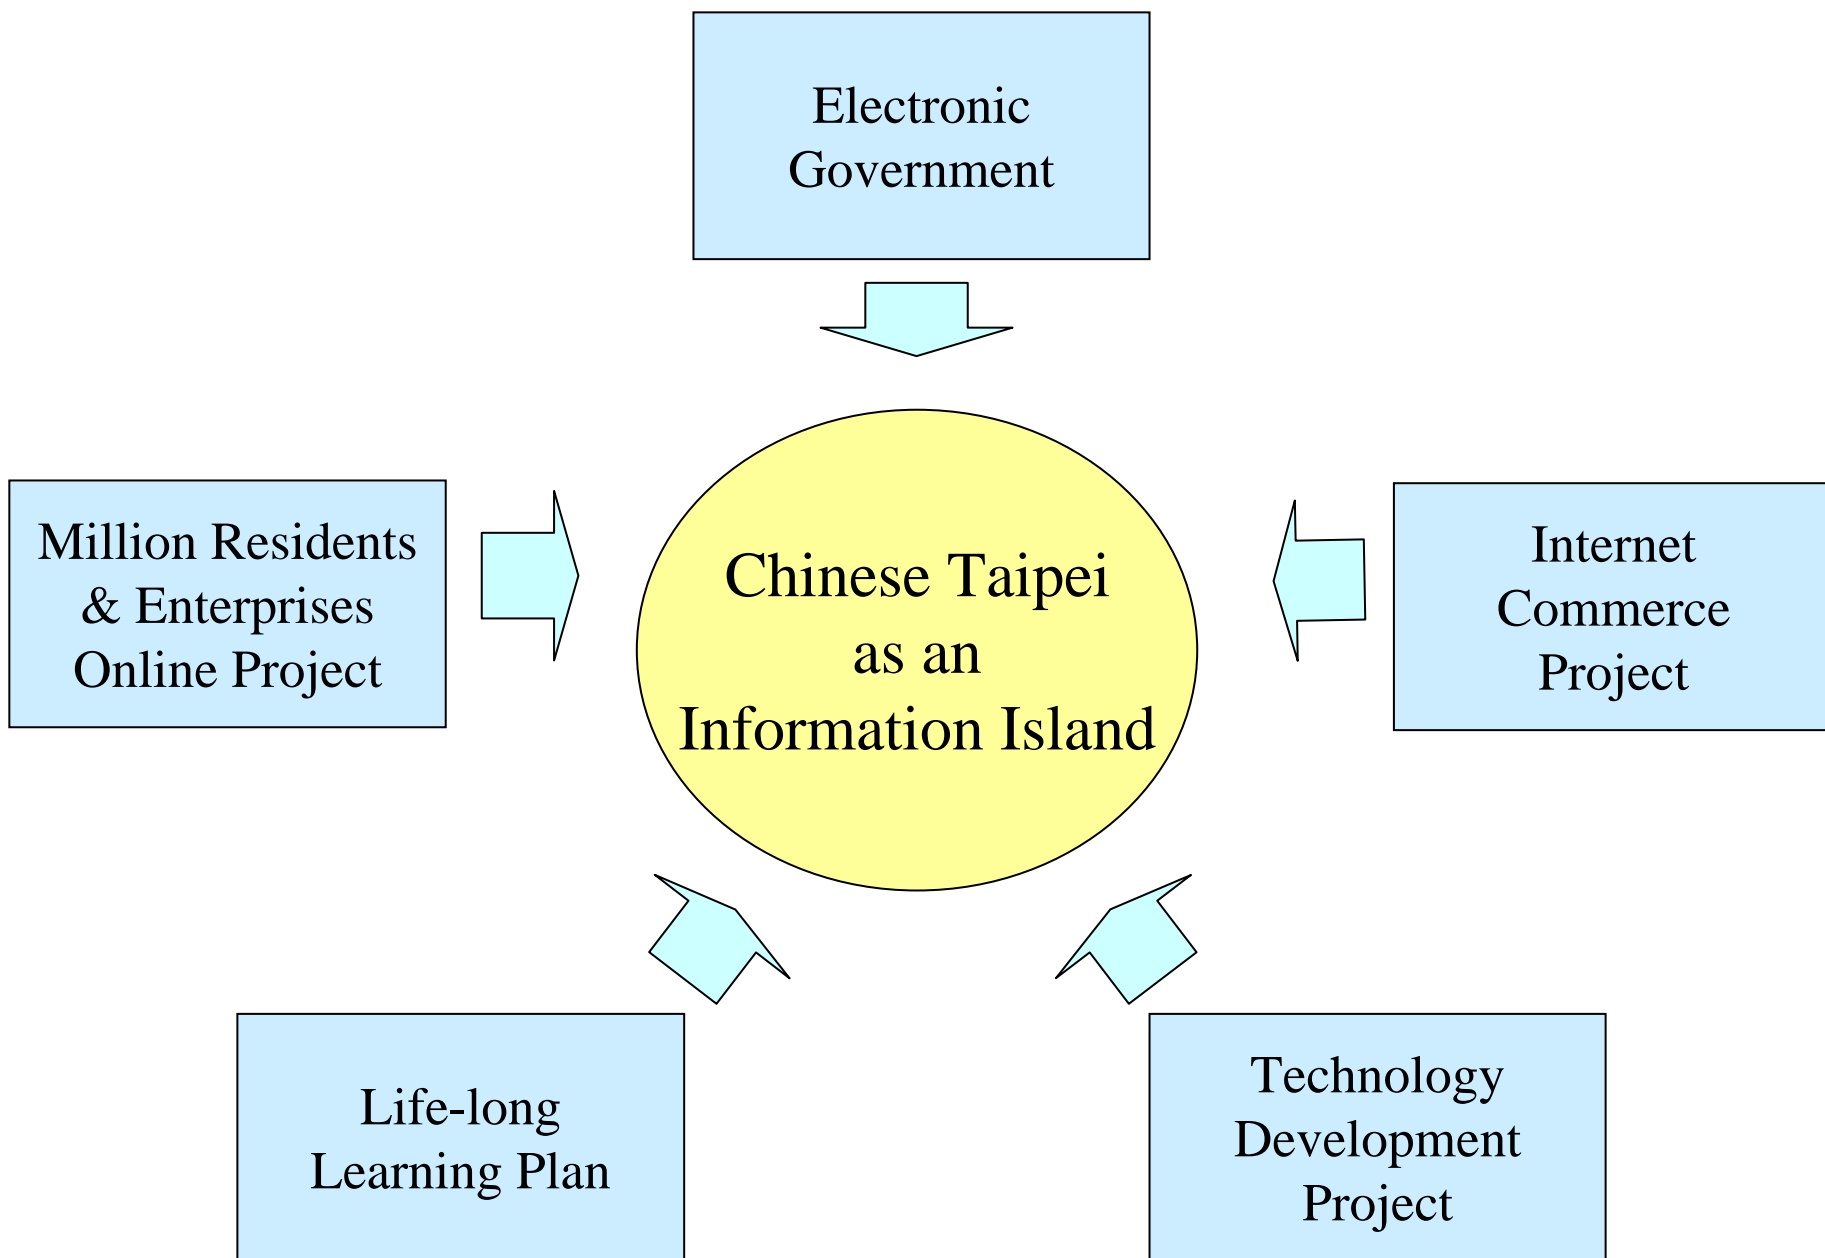 Electronic
Government
Million Residents
& Enterprises
Online Project
Chinese Taipei
as an
Information Island
Internet
Commerce
Project
Life-long
Learning Plan
Technology
Development
Project